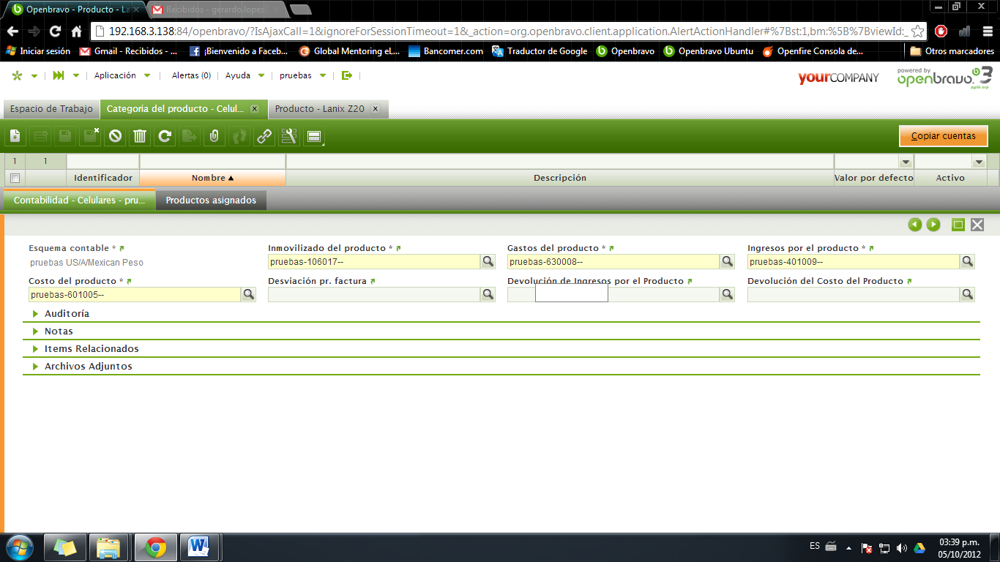 Openbravo - Producto - La
Recibidos - gerardo.lopez
192.168.3.138:84/openbravo/?IsAjaxCall=1&ignoreForSessionTimeout=1&_action=org.openbravo.client.application.AlertActionHandler#%7Bst:1,bm:%5B%7BviewId:_
Iniciar sesión
Gmail - Recibidos - ...
¡Bienvenido a Faceb...
Global Mentoring eL...
Bancomer.com
Traductor de Google
Openbravo
Openbravo Ubuntu
Openfire Consola de...
Otros marcadores
Aplicación
Alertas (0)
Ayuda
pruebas
yourCOMPANY
powered by
openbravo 3
agile erp
Espacio de Trabajo
Categoría del producto - Celul...
Producto - Lanix Z20
Copiar cuentas
1 1
Identificador Nombre Descripción Valor por defecto Activo
Contabilidad - Celulares - pru...
Productos asignados
Esquema contable * Inmovilizado del producto * Gastos del producto * Ingresos por el producto *
pruebas US/A/Mexican Peso pruebas-106017-- pruebas-630008-- pruebas-401009--
Costo del producto * Desviación pr. factura Devolución de Ingresos por el Producto Devolución del Costo del Producto
pruebas-601005--
Auditoría
Notas
Items Relacionados
Archivos Adjuntos
ES
03:39 p.m.
05/10/2012